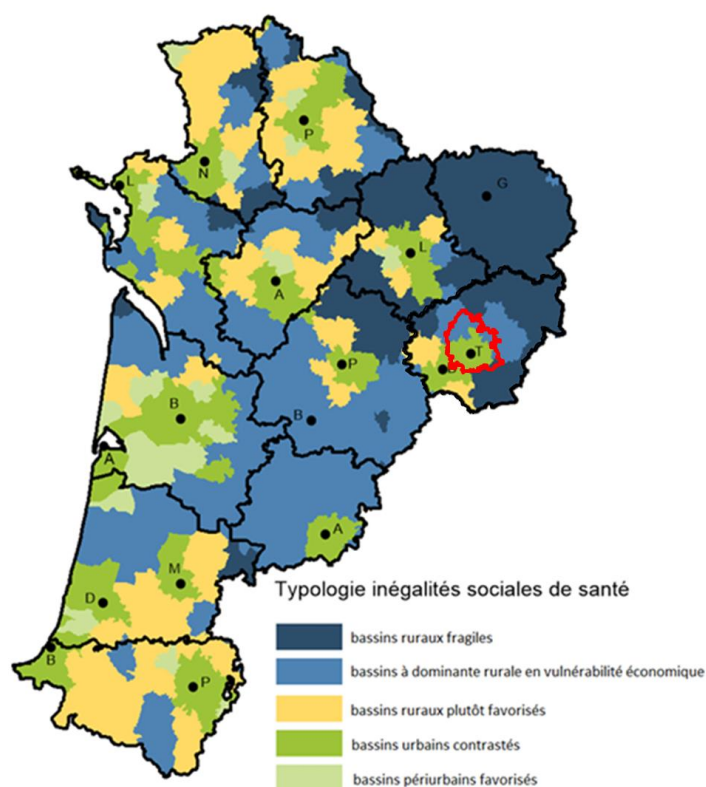 P
G
N
L
L
A
T
P
B
B
B
A
A
M
D
B
P
Typologie inégalités sociales de santé
bassins ruraux fragiles
bassins à dominante rurale en vulnérabilité économique
bassins ruraux plutôt favorisés
bassins urbains contrastés
bassins périurbains favorisés